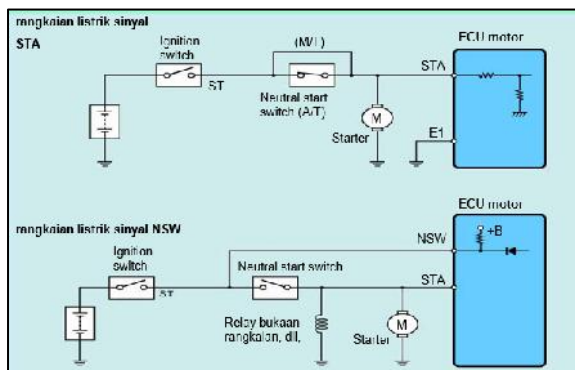 rangkaian listrik sinyal
STA
ECU motor
Ignition
switch
(M/T)
ST
STA
Neutral start
switch (A/T)
M
Starter
E1
ECU motor
rangkaian listrik sinyal NSW
+B
NSW
Ignition
switch
Neutral start switch
ST
STA
Relay bukaan
rangkaian, dll,
Starter
M